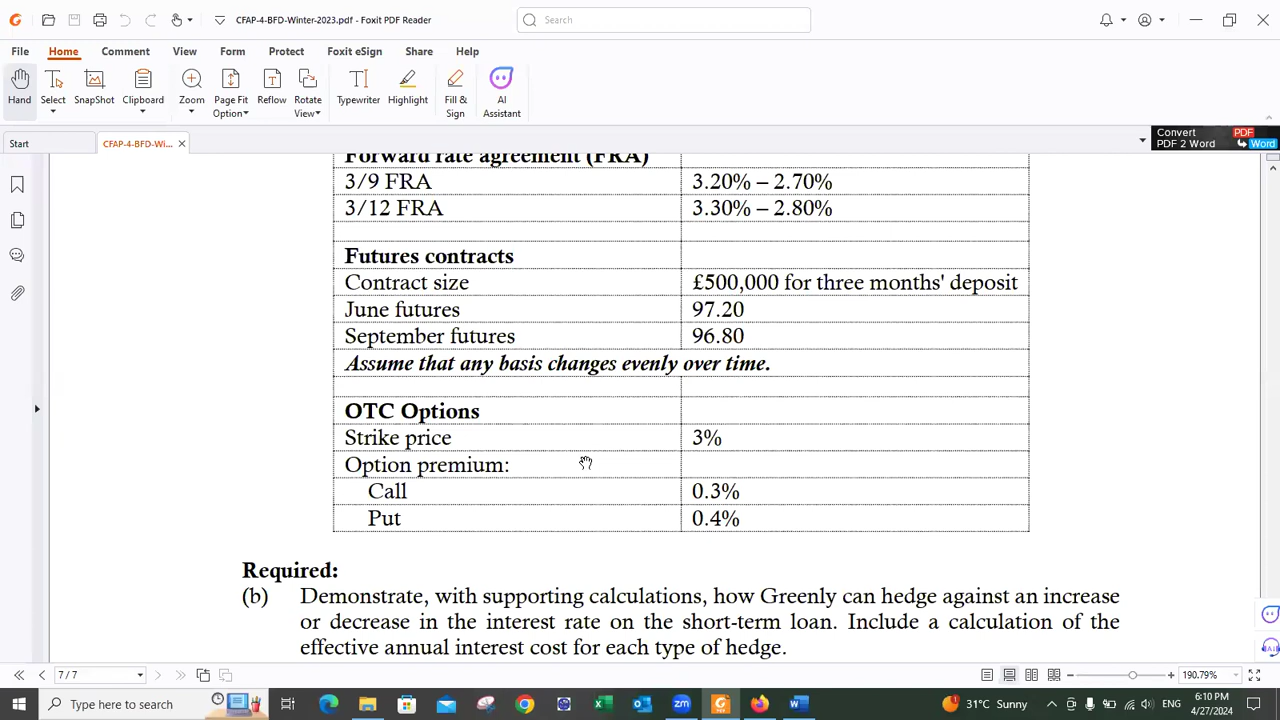 CFAP-4-BFD-Winter-2023.pdf - Foxit PDF Reader
Search
File Home Comment View Form Protect Foxit eSign Share Help
Hand Select SnapShot Clipboard Zoom Page Fit Option Reflow Rotate View Typewriter Highlight Fill & Sign AI Assistant
Start CFAP-4-BFD-Wi...
Convert PDF
PDF 2 Word Word
Forward rate agreement (FRA)
3/9 FRA 3.20% – 2.70%
3/12 FRA 3.30% – 2.80%
Futures contracts
Contract size £500,000 for three months' deposit
June futures 97.20
September futures 96.80
Assume that any basis changes evenly over time.
OTC Options
Strike price 3%
Option premium:
Call 0.3%
Put 0.4%
Required:
(b) Demonstrate, with supporting calculations, how Greenly can hedge against an increase
or decrease in the interest rate on the short-term loan. Include a calculation of the
effective annual interest cost for each type of hedge.
7 / 7 190.79%
Type here to search 31°C Sunny ENG 6:10 PM
4/27/2024